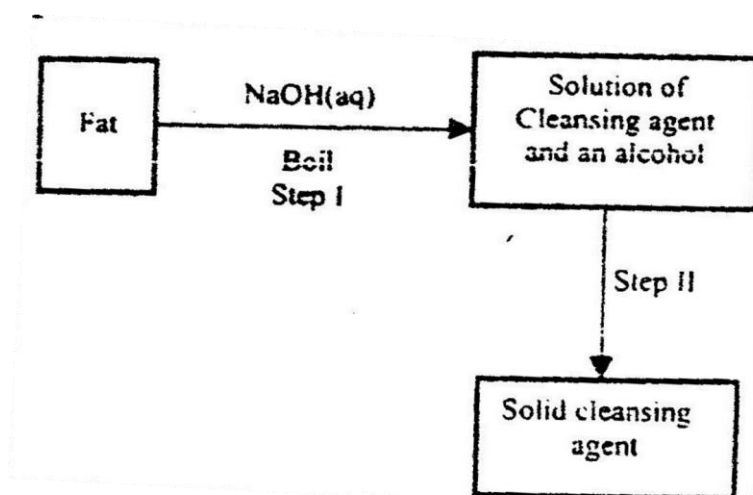 Fat
NaOH(aq)
Boil
Step I
Solution of
Cleansing agent
and an alcohol
Step II
Solid cleansing
agent